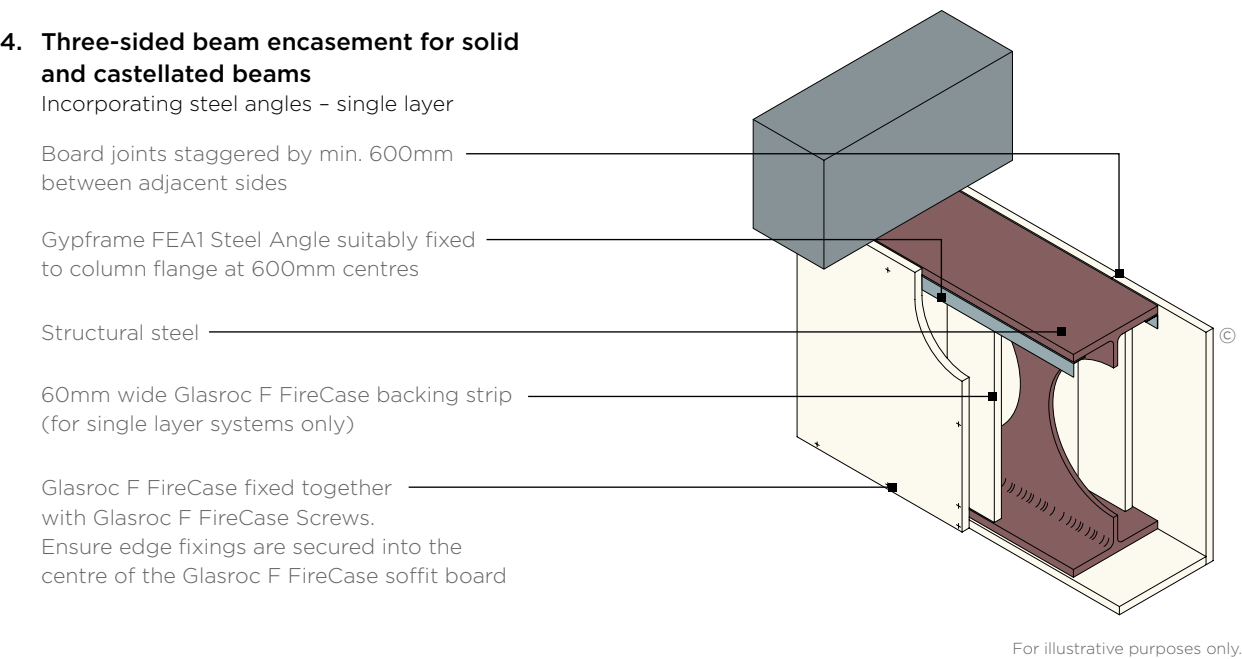 4. Three-sided beam encasement for solid
and castellated beams
Incorporating steel angles – single layer
Board joints staggered by min. 600mm
between adjacent sides
Gypframe FEA1 Steel Angle suitably fixed
to column flange at 600mm centres
Structural steel
60mm wide Glasroc F FireCase backing strip
(for single layer systems only)
Glasroc F FireCase fixed together
with Glasroc F FireCase Screws.
Ensure edge fixings are secured into the
centre of the Glasroc F FireCase soffit board
©
For illustrative purposes only.